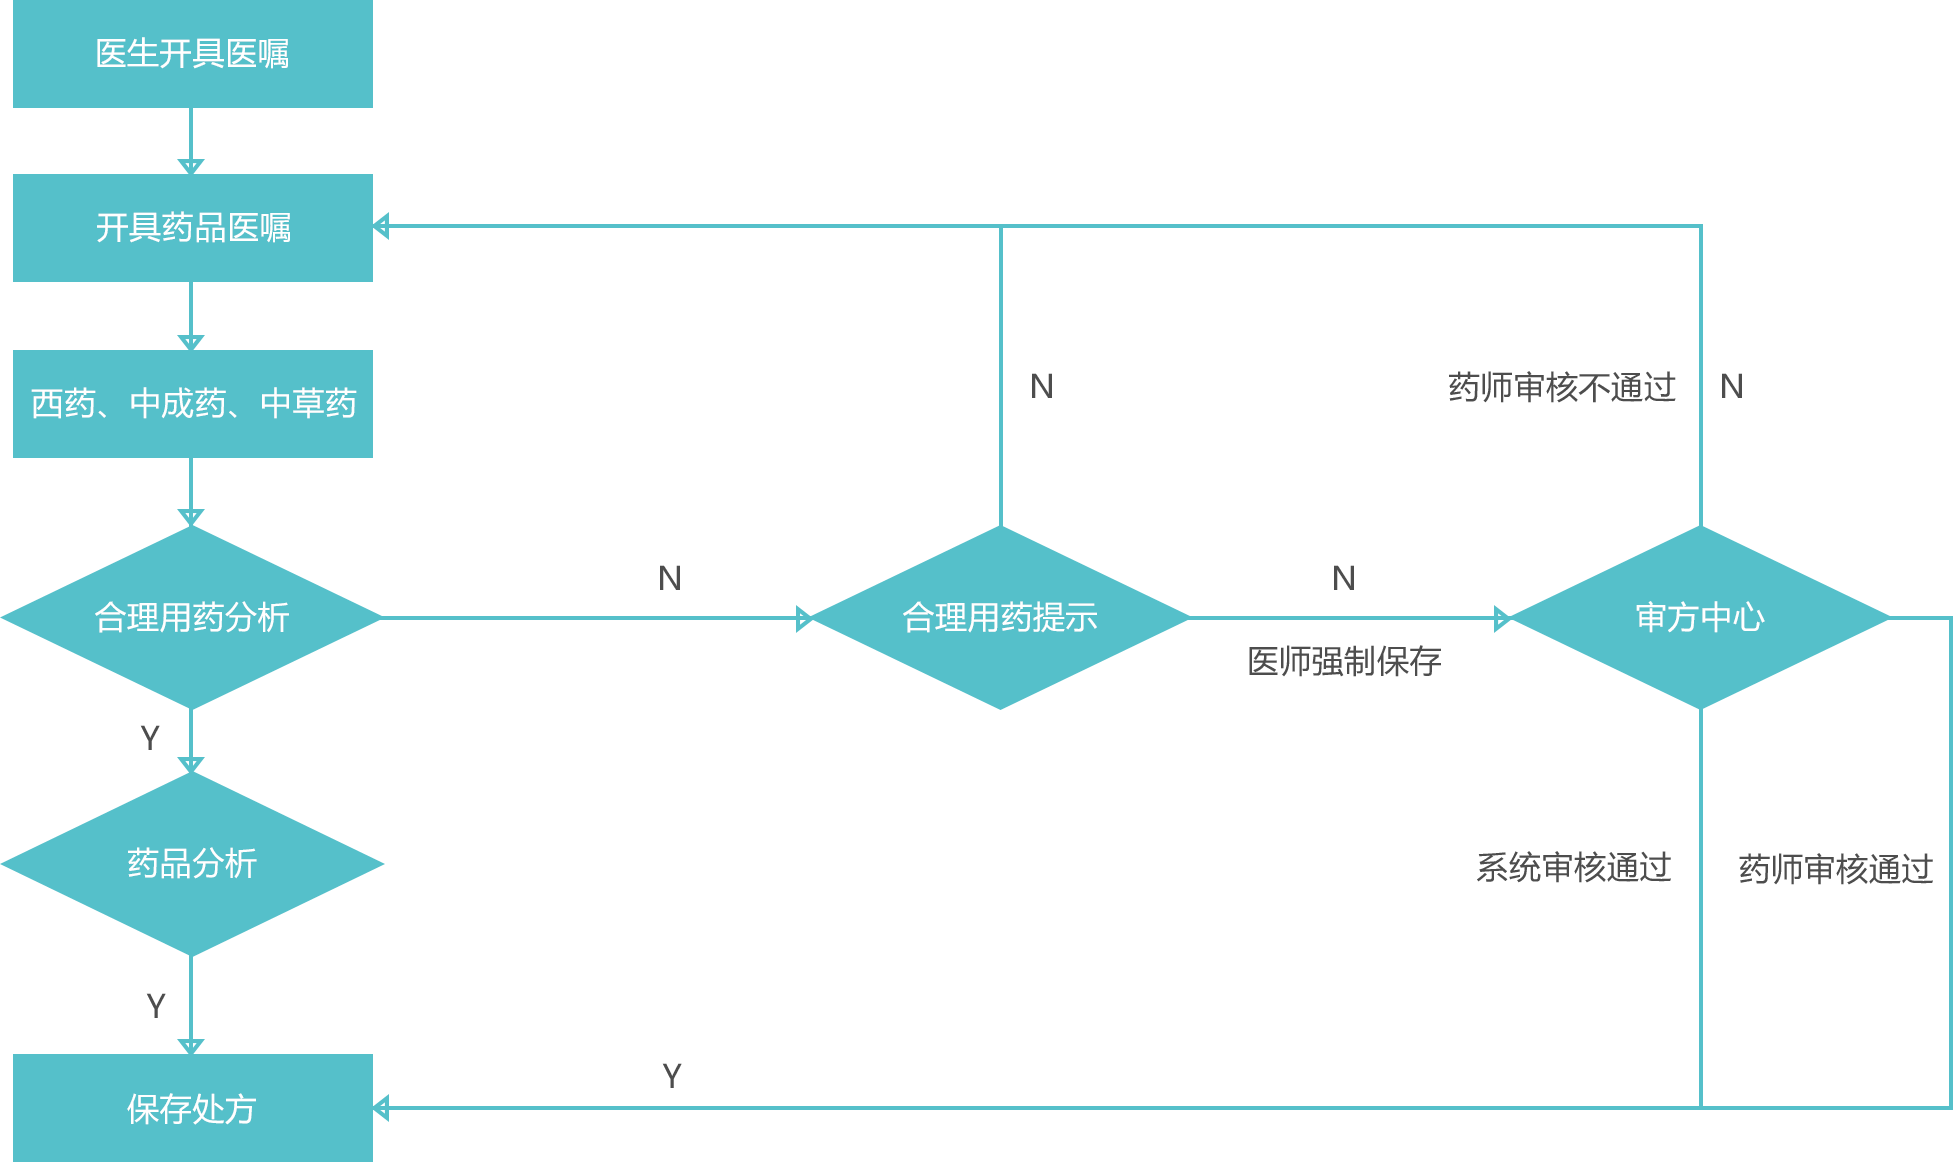 医生开具医嘱
开具药品医嘱
西药、中成药、中草药
N
药师审核不通过
N
N
N
合理用药分析
合理用药提示
审方中心
医师强制保存
Y
药品分析
系统审核通过
药师审核通过
Y
Y
保存处方